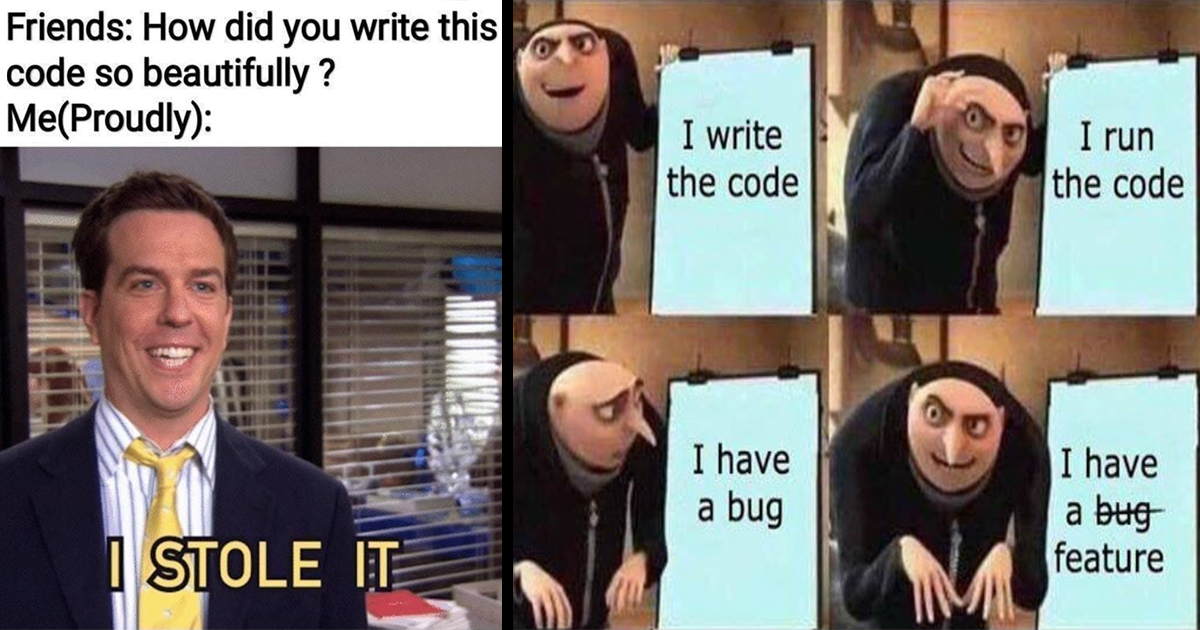 Friends: How did you write this
code so beautifully ?
Me(Proudly):
I STOLE IT
I write
the code
I run
the code
I have
a bug
I have
a bug
feature